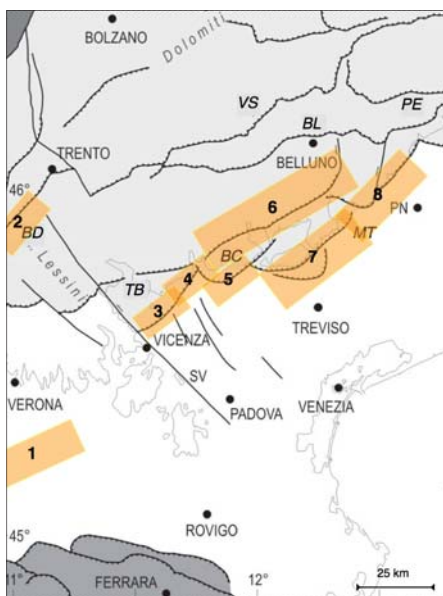 BOLZANO
Dolomiti
VS
PE
BL
TRENTO
BELLUNO
46°
8
6
PN
2
BD
MT
BC
7
Lessini
4
5
TB
3
TREVISO
VICENZA
SV
VERONA
PADOVA
VENEZIA
1
ROVIGO
45°
25 km
11°
12
FERRARA